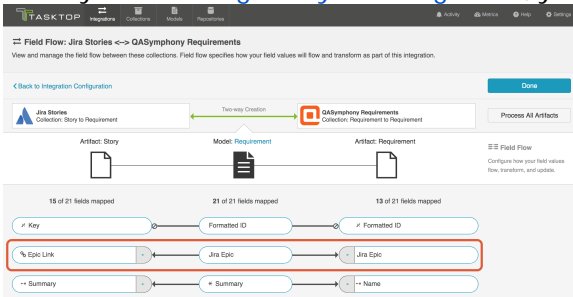 TASKTOP
Integrations
Collections
Models
Repositories
Activity
Metrics
Help
Settings
Field Flow: Jira Stories <--> QASymphony Requirements
View and manage the field flow between these collections. Field flow specifies how your field values will flow and transform as part of this integration.
Back to Integration Configuration
Done
Jira Stories
Collection: Story to Requirement
Two-way Creation
QASymphony Requirements
Collection: Requirement to Requirement
Process All Artifacts
Artifact: Story
Model: Requirement
Artifact: Requirement
Field Flow
Configure how your field values
flow, transform, and update.
15 of 21 fields mapped
21 of 21 fields mapped
13 of 21 fields mapped
Key
Formatted ID
Formatted ID
Epic Link
Jira Epic
Jira Epic
Summary
* Summary
Name